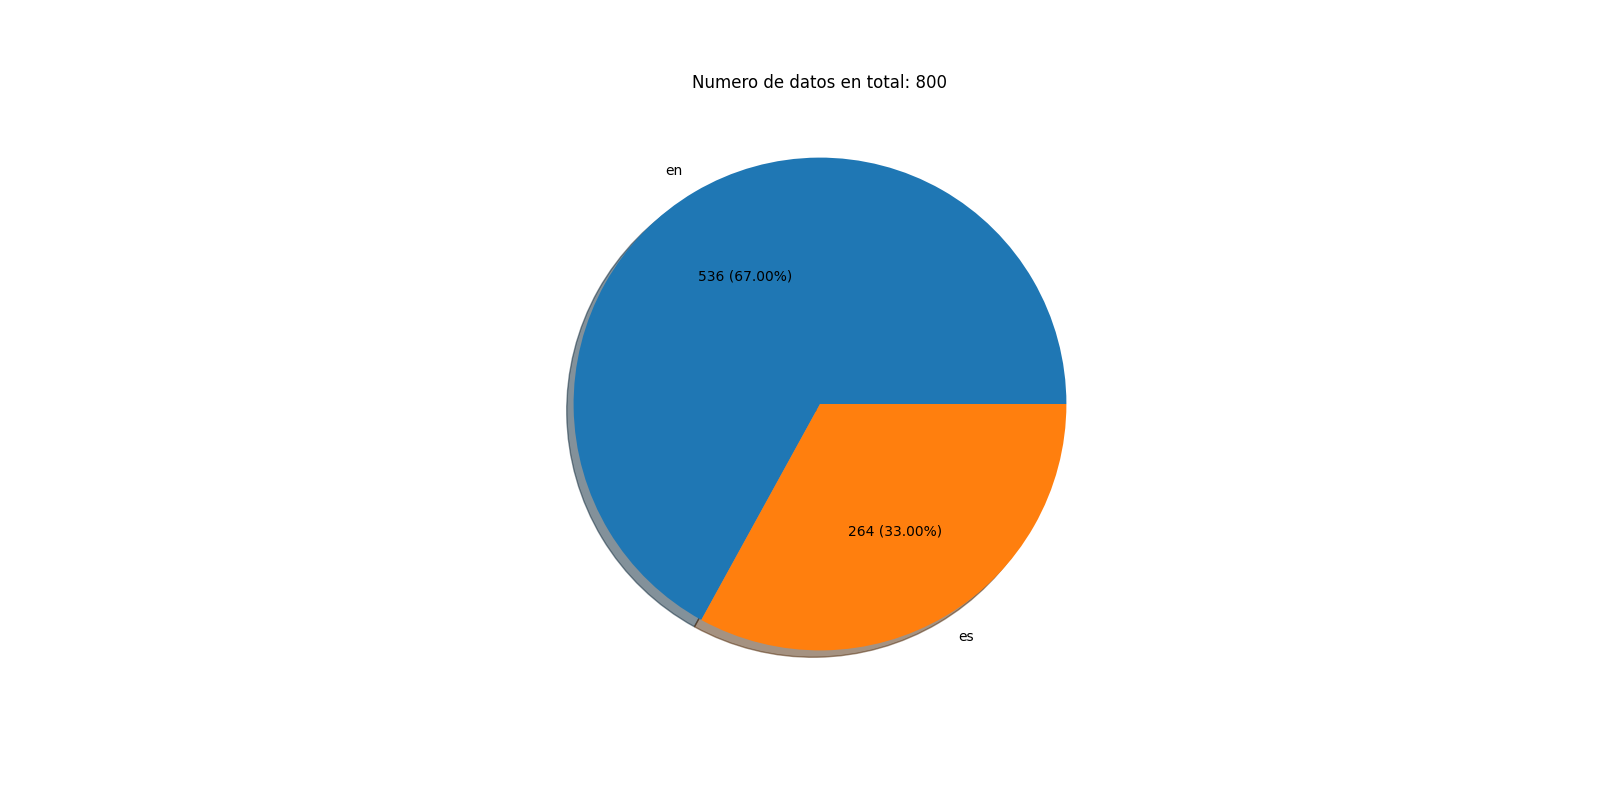 Numero de datos en total: 800
en
536 (67.00%)
264 (33.00%)
es